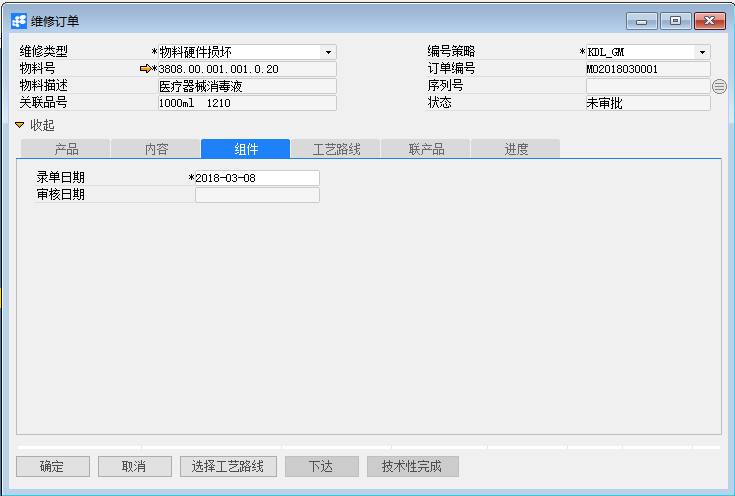 维修订单
维修类型 *物料硬件损坏 编号策略 *KDL_GM
物料号 *3808.00.001.001.0.20 订单编号 MO2018030001
物料描述 医疗器械消毒液 序列号
关联品号 1000ml 1210 状态 未审批
收起
产品 内容 组件 工艺路线 联产品 进度
录单日期 *2018-03-08
审核日期
确定 取消 选择工艺路线 下达 技术性完成